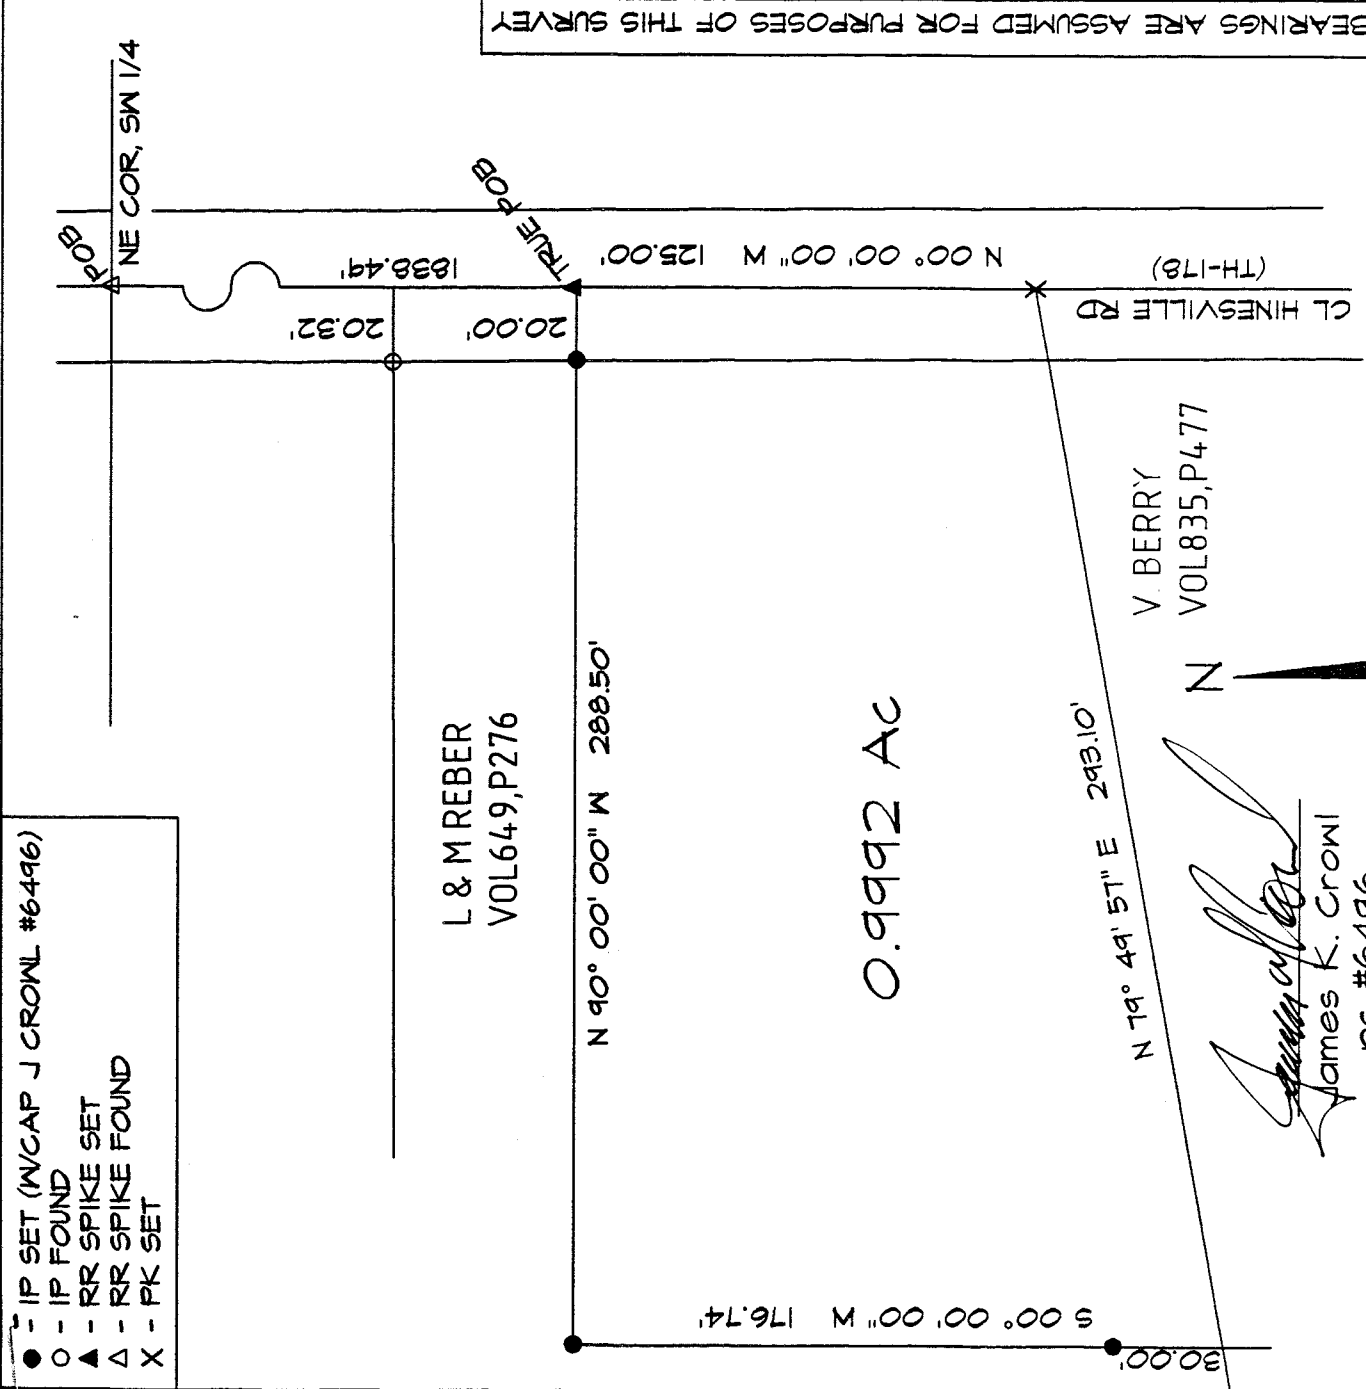 ● - IP SET (W/CAP J CROWL #6496)
○ - IP FOUND
▲ - RR SPIKE SET
△ - RR SPIKE FOUND
X - PK SET
BEARINGS ARE ASSUMED FOR PURPOSES OF THIS SURVEY
POB
NE COR, SW 1/4
1838.49'
20.32'
20.00'
TRUE POB
N 00° 00' 00" W 125.00'
CL HINESVILLE RD
(TH-178)
L & M REBER
VOL649,P276
N 90° 00' 00" W 288.50'
0.9992 Ac
S 00° 00' 00" W 176.74'
30.00'
N 79° 49' 57" E 293.10'
V. BERRY
VOL835,P477
N
James K. Crowl
PS #6496